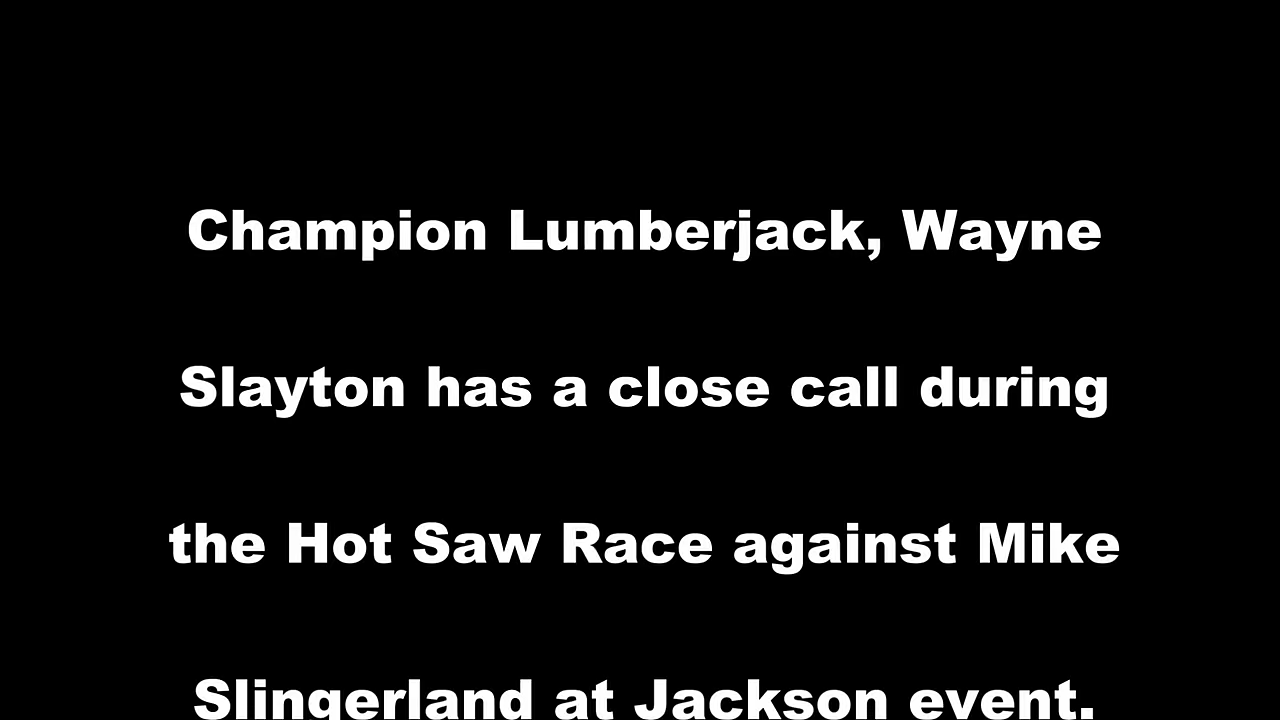 Champion Lumberjack, Wayne
Slayton has a close call during
the Hot Saw Race against Mike
Slingerland at Jackson event.